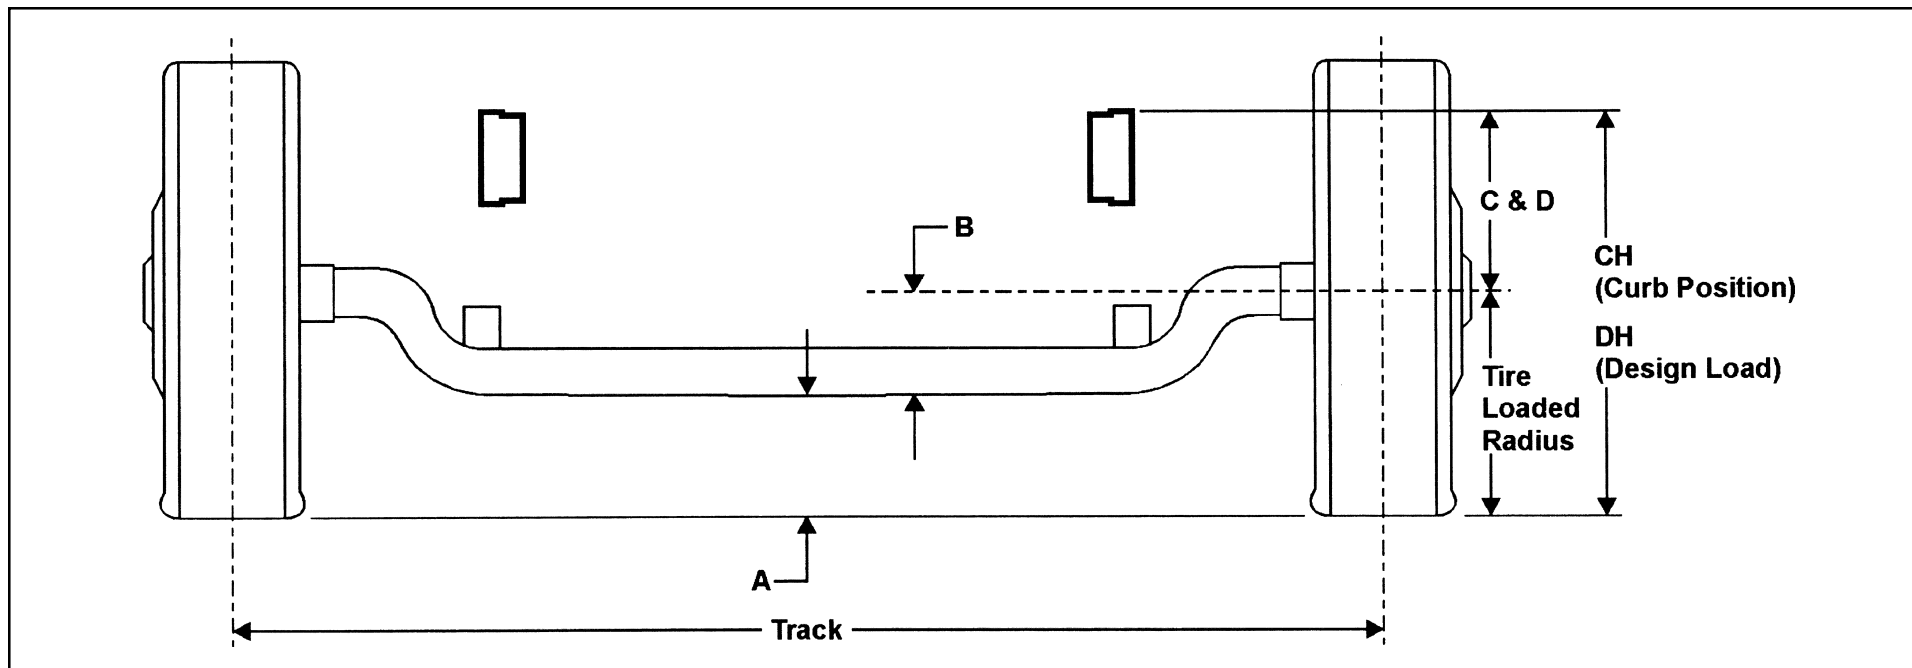 B
C & D
CH
(Curb Position)
DH
(Design Load)
Tire
Loaded
Radius
A
Track